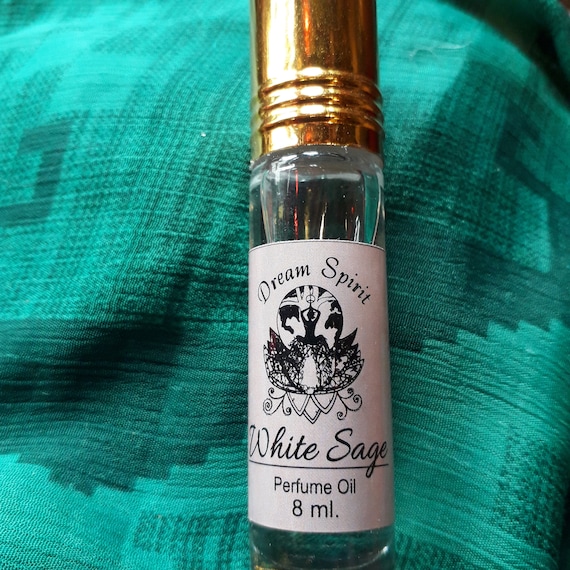 Dream Spirit
White Sage
Perfume Oil
8 ml.